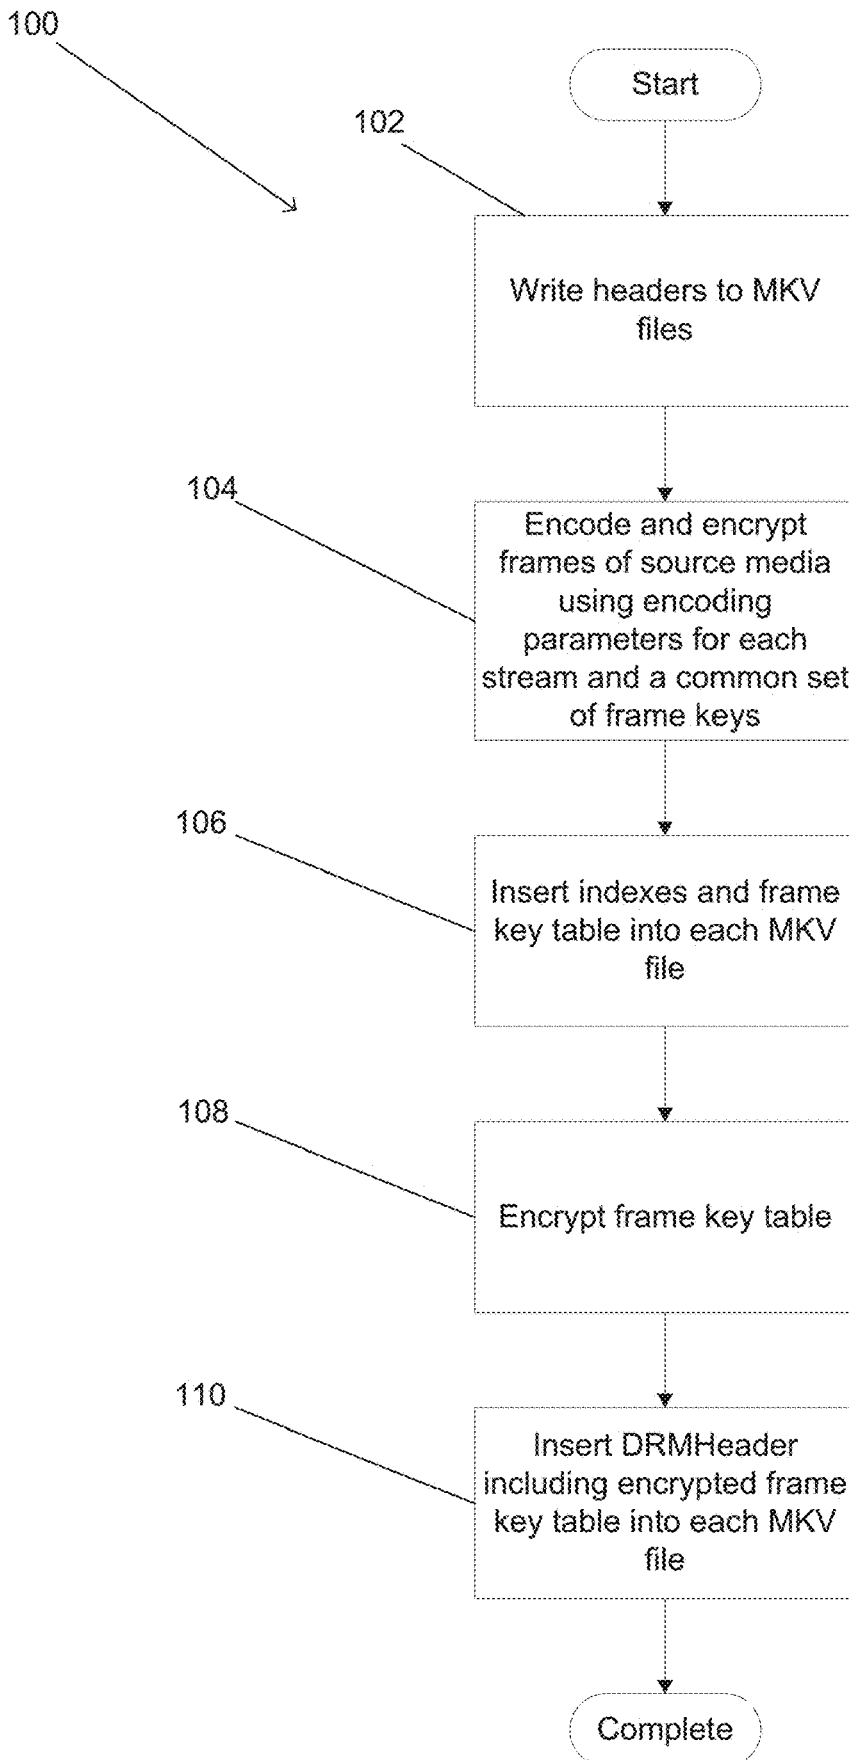 100
Start
102
Write headers to MKV
files
104
Encode and encrypt
frames of source media
using encoding
parameters for each
stream and a common set
of frame keys
106
Insert indexes and frame
key table into each MKV
file
108
Encrypt frame key table
110
Insert DRMHeader
including encrypted frame
key table into each MKV
file
Complete